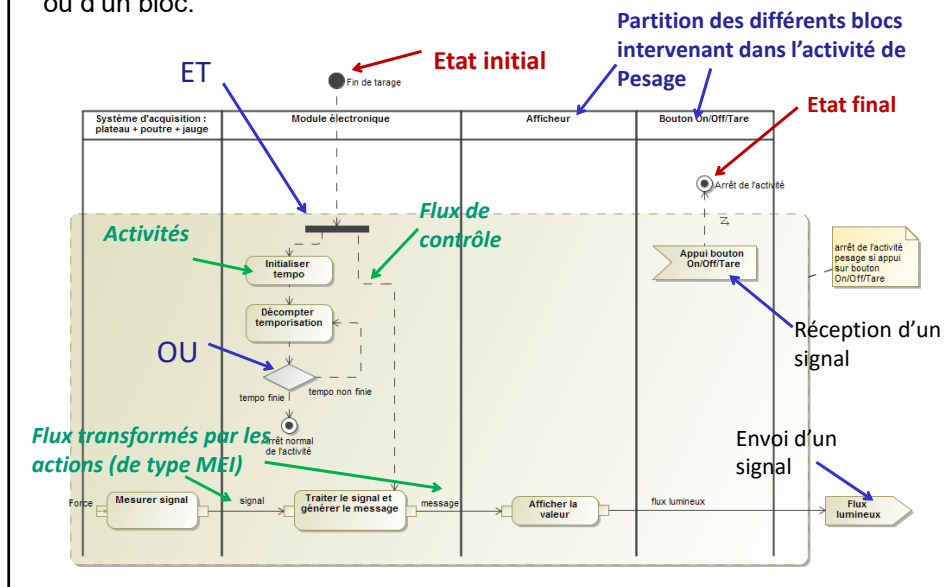 ou d'un bloc.
Partition des différents blocs
intervenant dans l'activité de
Pesage
Etat initial
ET
Fin de tarage
Etat final
Système d'acquisition :
plateau + poutre + jauge
Module électronique
Afficheur
Bouton On/Off/Tare
Arrêt de l'activité
Activités
Flux de
contrôle
Initialiser
tempo
Appui bouton
On/Off/Tare
arrêt de l'activité
pesage si appui
sur bouton
On/Off/Tare
Décompter
temporisation
Réception d'un
signal
OU
tempo finie
tempo non finie
Flux transformés par les
actions (de type MEI)
Arrêt normal
de l'activité
Envoi d'un
signal
Force
Mesurer signal
signal
Traiter le signal et
générer le message
message
Afficher la
valeur
flux lumineux
Flux
lumineux